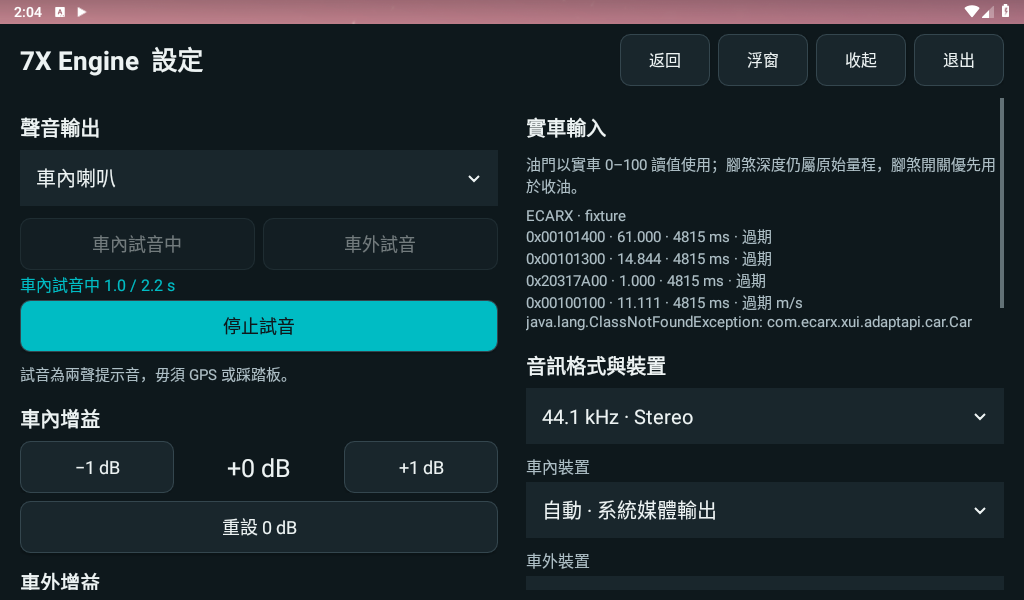 2:04
7X Engine 設定
返回
浮窗
收起
退出
聲音輸出
車內喇叭
車內試音中
車外試音
車內試音中 1.0 / 2.2 s
停止試音
試音為兩聲提示音，毋須 GPS 或踩踏板。
車內增益
−1 dB
+0 dB
+1 dB
重設 0 dB
車外增益
實車輸入
油門以實車 0–100 讀值使用；腳煞深度仍屬原始量程，腳煞開關優先用
於收油。
ECARX · fixture
0x00101400 · 61.000 · 4815 ms · 過期
0x00101300 · 14.844 · 4815 ms · 過期
0x20317A00 · 1.000 · 4815 ms · 過期
0x00100100 · 11.111 · 4815 ms · 過期 m/s
java.lang.ClassNotFoundException: com.ecarx.xui.adaptapi.car.Car
音訊格式與裝置
44.1 kHz · Stereo
車內裝置
自動 · 系統媒體輸出
車外裝置